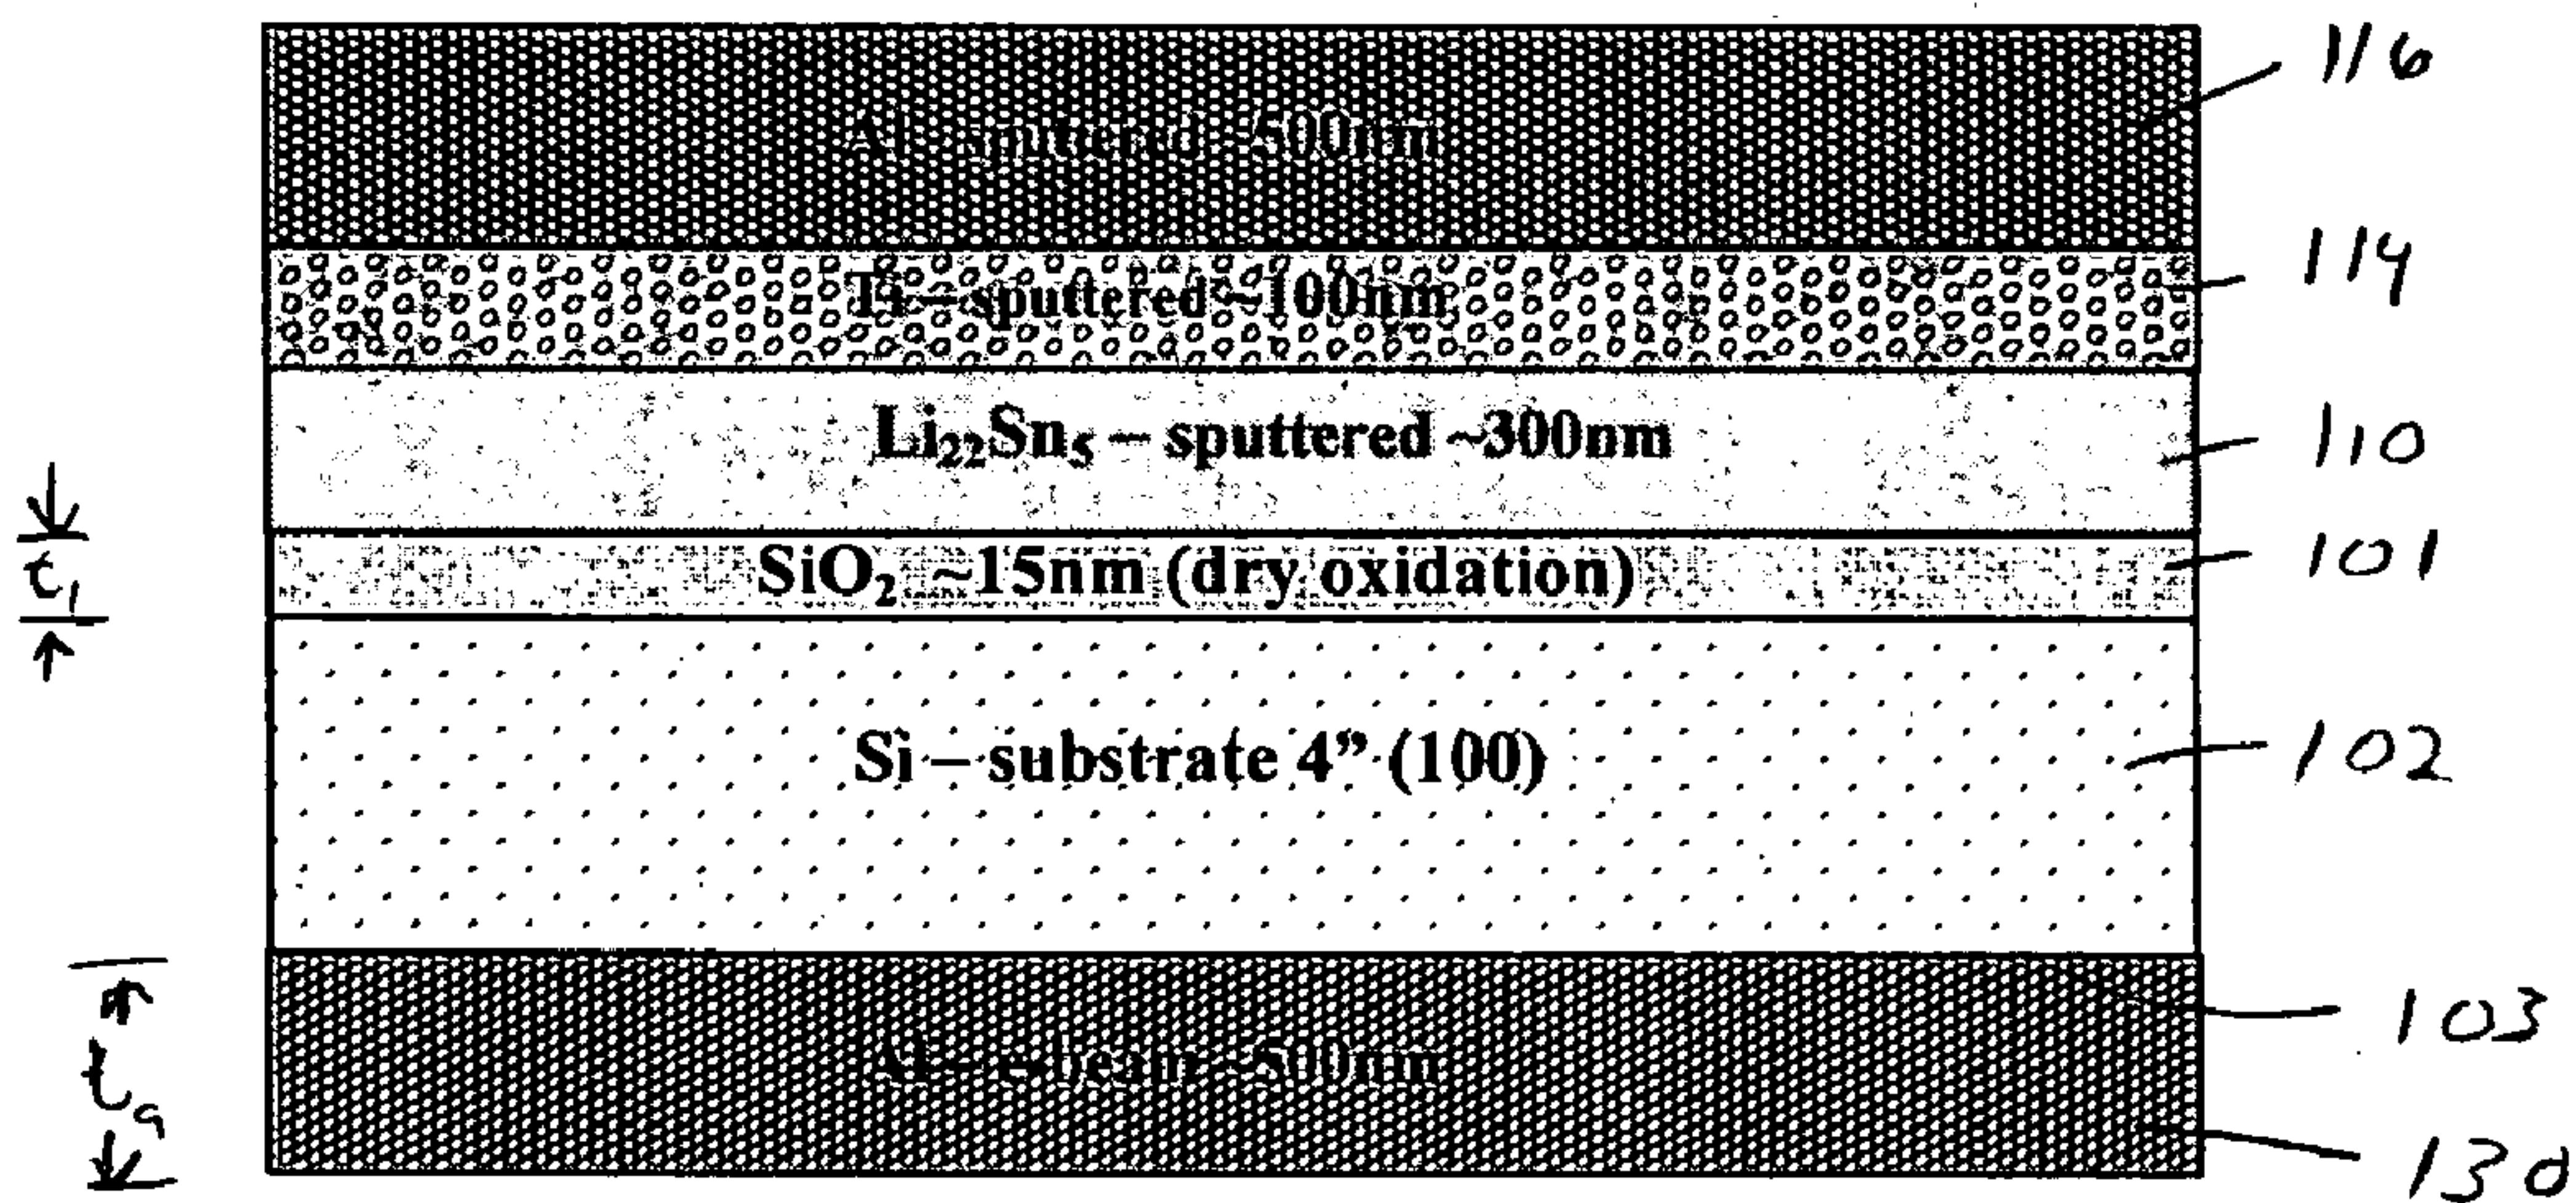 Al – sputtered ~500nm
116
Ti – sputtered ~100nm
114
Li₂₂Sn₅ – sputtered ~300nm
110
t₁
SiO₂ ~15nm (dry oxidation)
101
Si – substrate 4” (100)
102
103
tₐ
Al – e-beam ~500nm
130